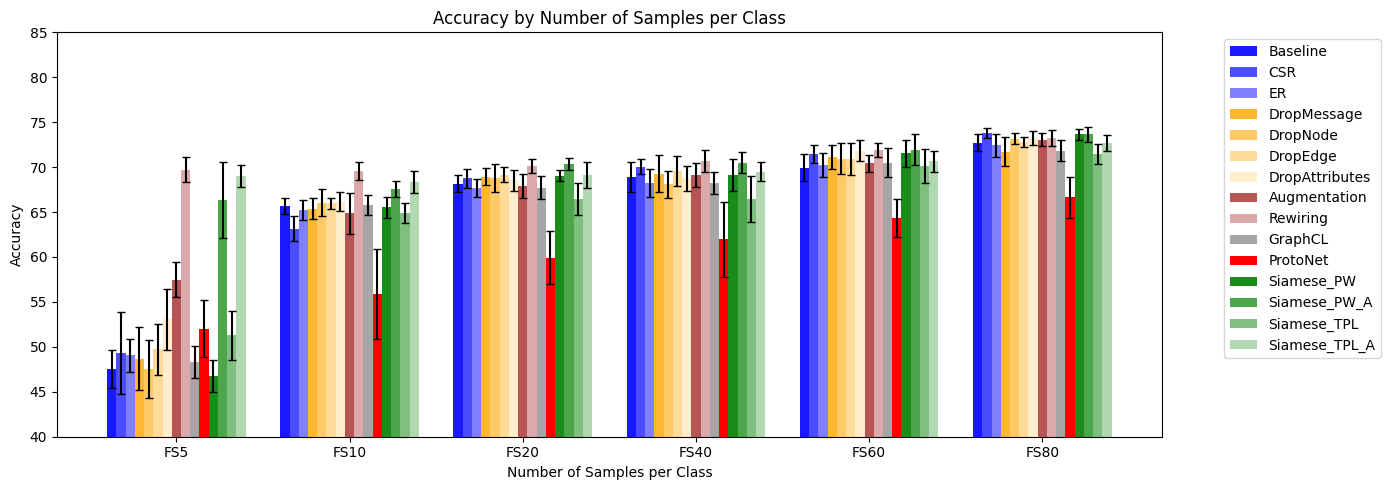 Accuracy by Number of Samples per Class
Accuracy
85
80
75
70
65
60
55
50
45
40
FS5
FS10
FS20
FS40
FS60
FS80
Number of Samples per Class
Baseline
CSR
ER
DropMessage
DropNode
DropEdge
DropAttributes
Augmentation
Rewiring
GraphCL
ProtoNet
Siamese_PW
Siamese_PW_A
Siamese_TPL
Siamese_TPL_A